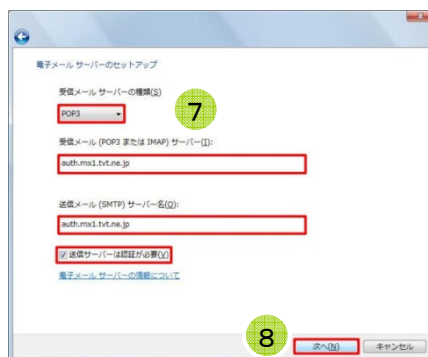 電子メール サーバーのセットアップ
受信メール サーバーの種類(S)
POP3
7
受信メール (POP3 または IMAP) サーバー(I):
auth.mx1.tvt.ne.jp
送信メール (SMTP) サーバー名(O):
auth.mx1.tvt.ne.jp
送信サーバーは認証が必要(V)
電子メール サーバーの情報について
8
次へ(N)
キャンセル